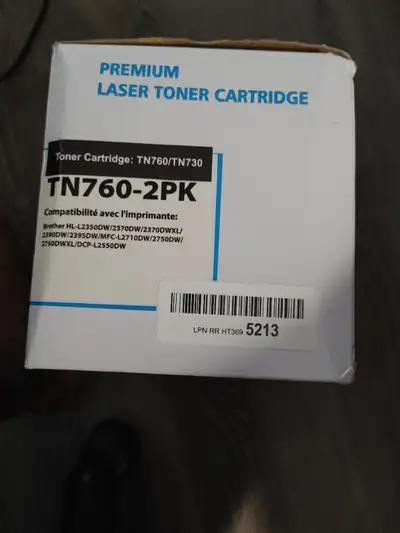 PREMIUM
LASER TONER CARTRIDGE
Toner Cartridge: TN760/TN730
TN760-2PK
Compatibilité avec l'imprimante:
Brother HL-L2350DW/2370DW/2370DWXL/
2390DW/2395DW/MFC-L2710DW/2750DW/
2750DWXL/DCP-L2550DW
LPN RR HT369 5213